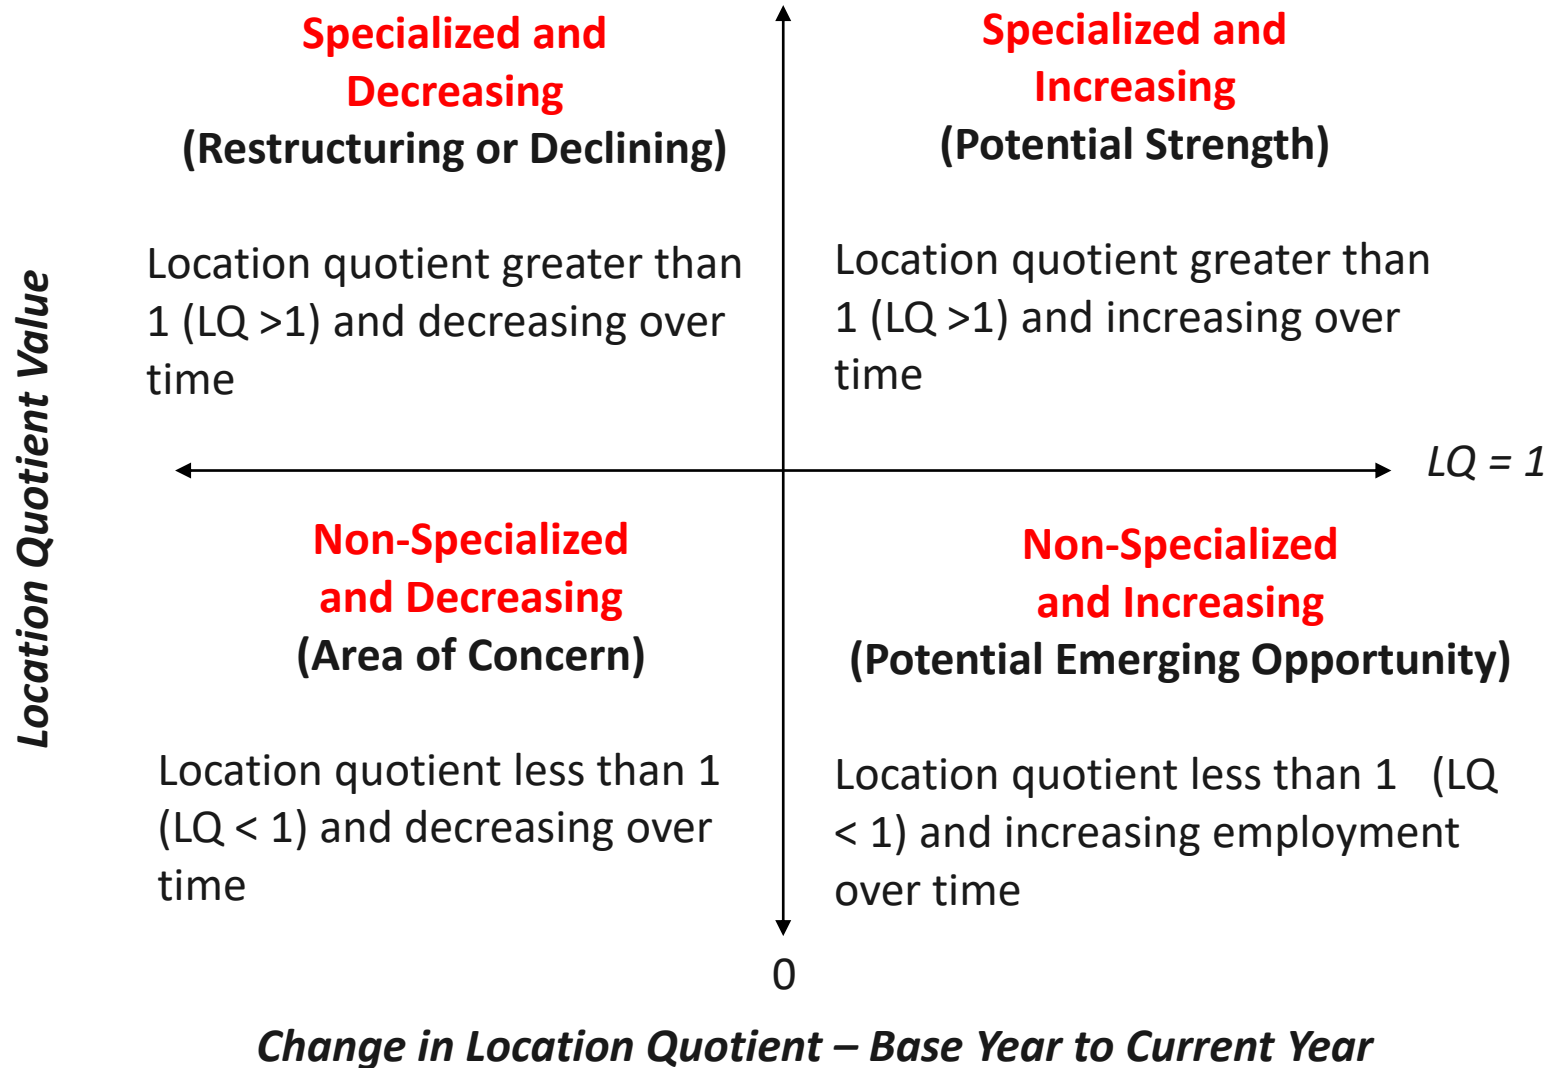 Specialized and
Decreasing
(Restructuring or Declining)
Location quotient greater than
1 (LQ >1) and decreasing over
time
Specialized and
Increasing
(Potential Strength)
Location quotient greater than
1 (LQ >1) and increasing over
time
Location Quotient Value
LQ = 1
Non-Specialized
and Decreasing
(Area of Concern)
Location quotient less than 1
(LQ < 1) and decreasing over
time
Non-Specialized
and Increasing
(Potential Emerging Opportunity)
Location quotient less than 1   (LQ
< 1) and increasing employment
over time
0
Change in Location Quotient – Base Year to Current Year